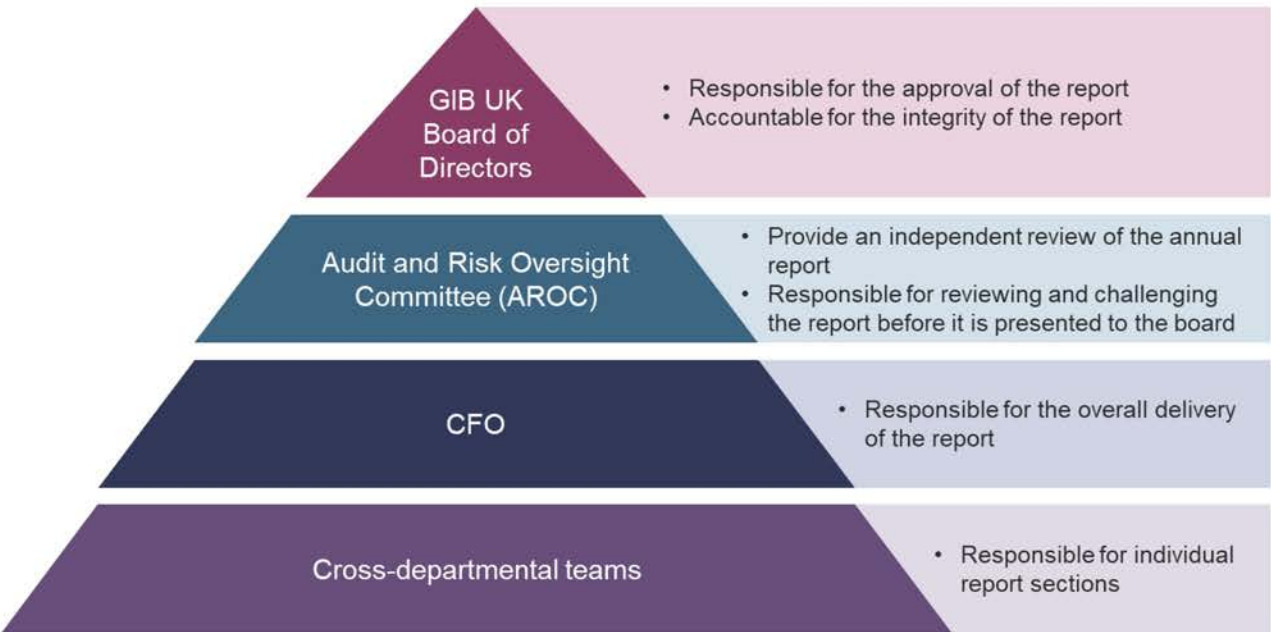 GIB UK
Board of
Directors
• Responsible for the approval of the report
• Accountable for the integrity of the report
Audit and Risk Oversight
Committee (AROC)
• Provide an independent review of the annual
report
• Responsible for reviewing and challenging
the report before it is presented to the board
CFO
• Responsible for the overall delivery
of the report
Cross-departmental teams
• Responsible for individual
report sections